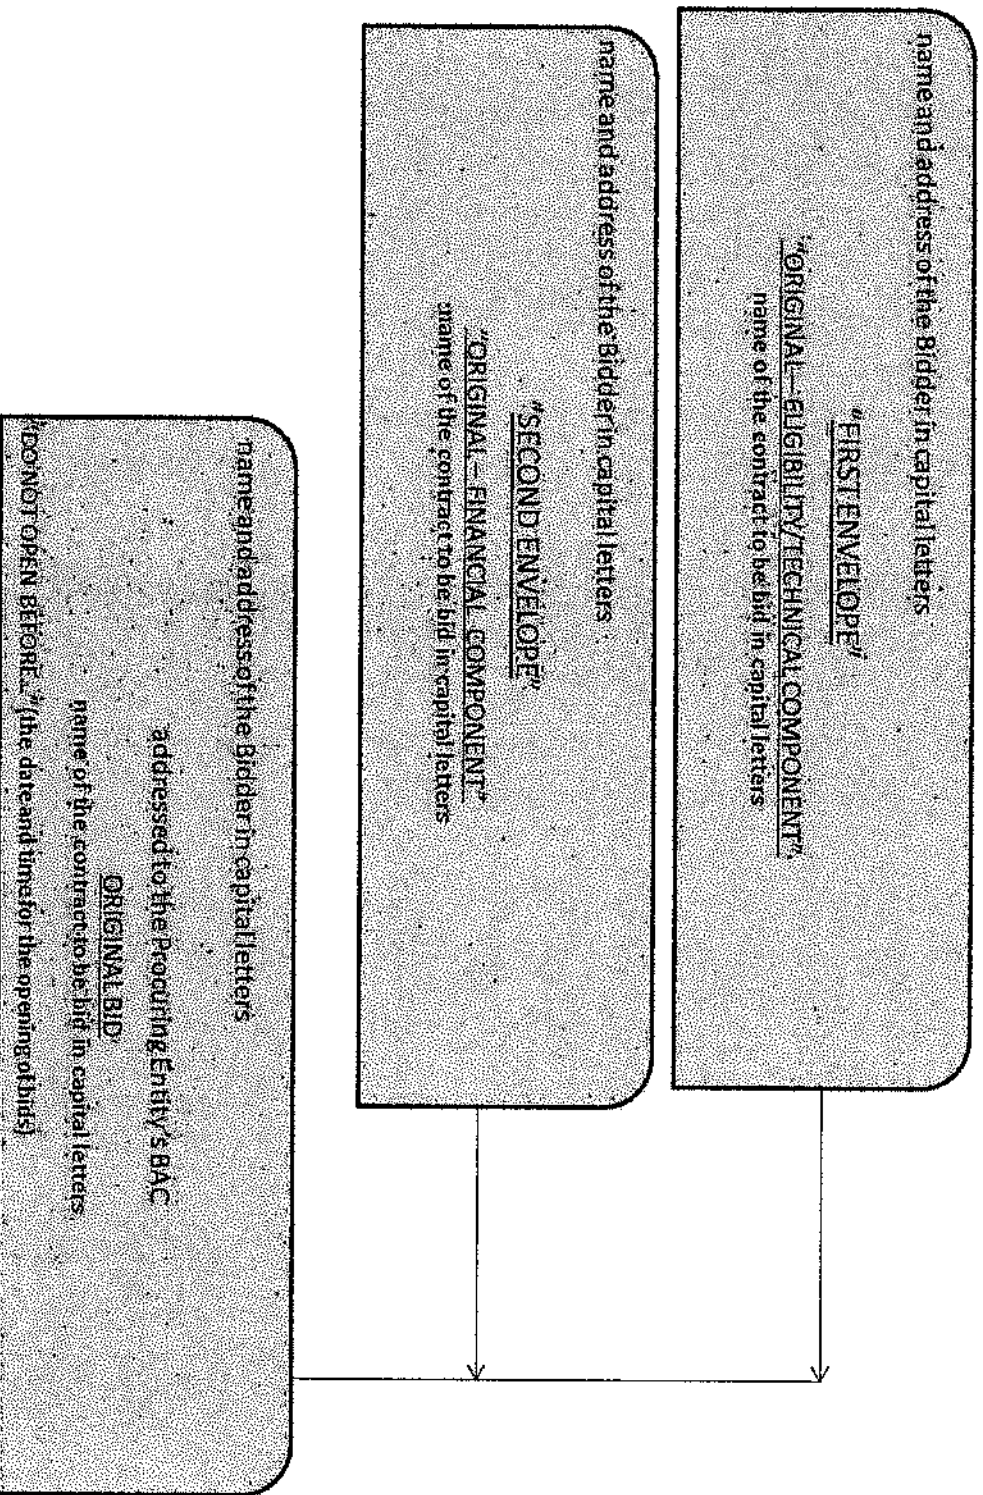 name and address of the Bidder in capital letters
"FIRST ENVELOPE"
"ORIGINAL—ELIGIBILITY/TECHNICAL COMPONENT"
name of the contract to be bid in capital letters
name and address of the Bidder in capital letters
"SECOND ENVELOPE"
"ORIGINAL—FINANCIAL COMPONENT"
name of the contract to be bid in capital letters
name and address of the Bidder in capital letters
addressed to the Procuring Entity's BAC
ORIGINAL BID
name of the contract to be bid in capital letters
"DO NOT OPEN BEFORE..." (the date and time for the opening of bids)